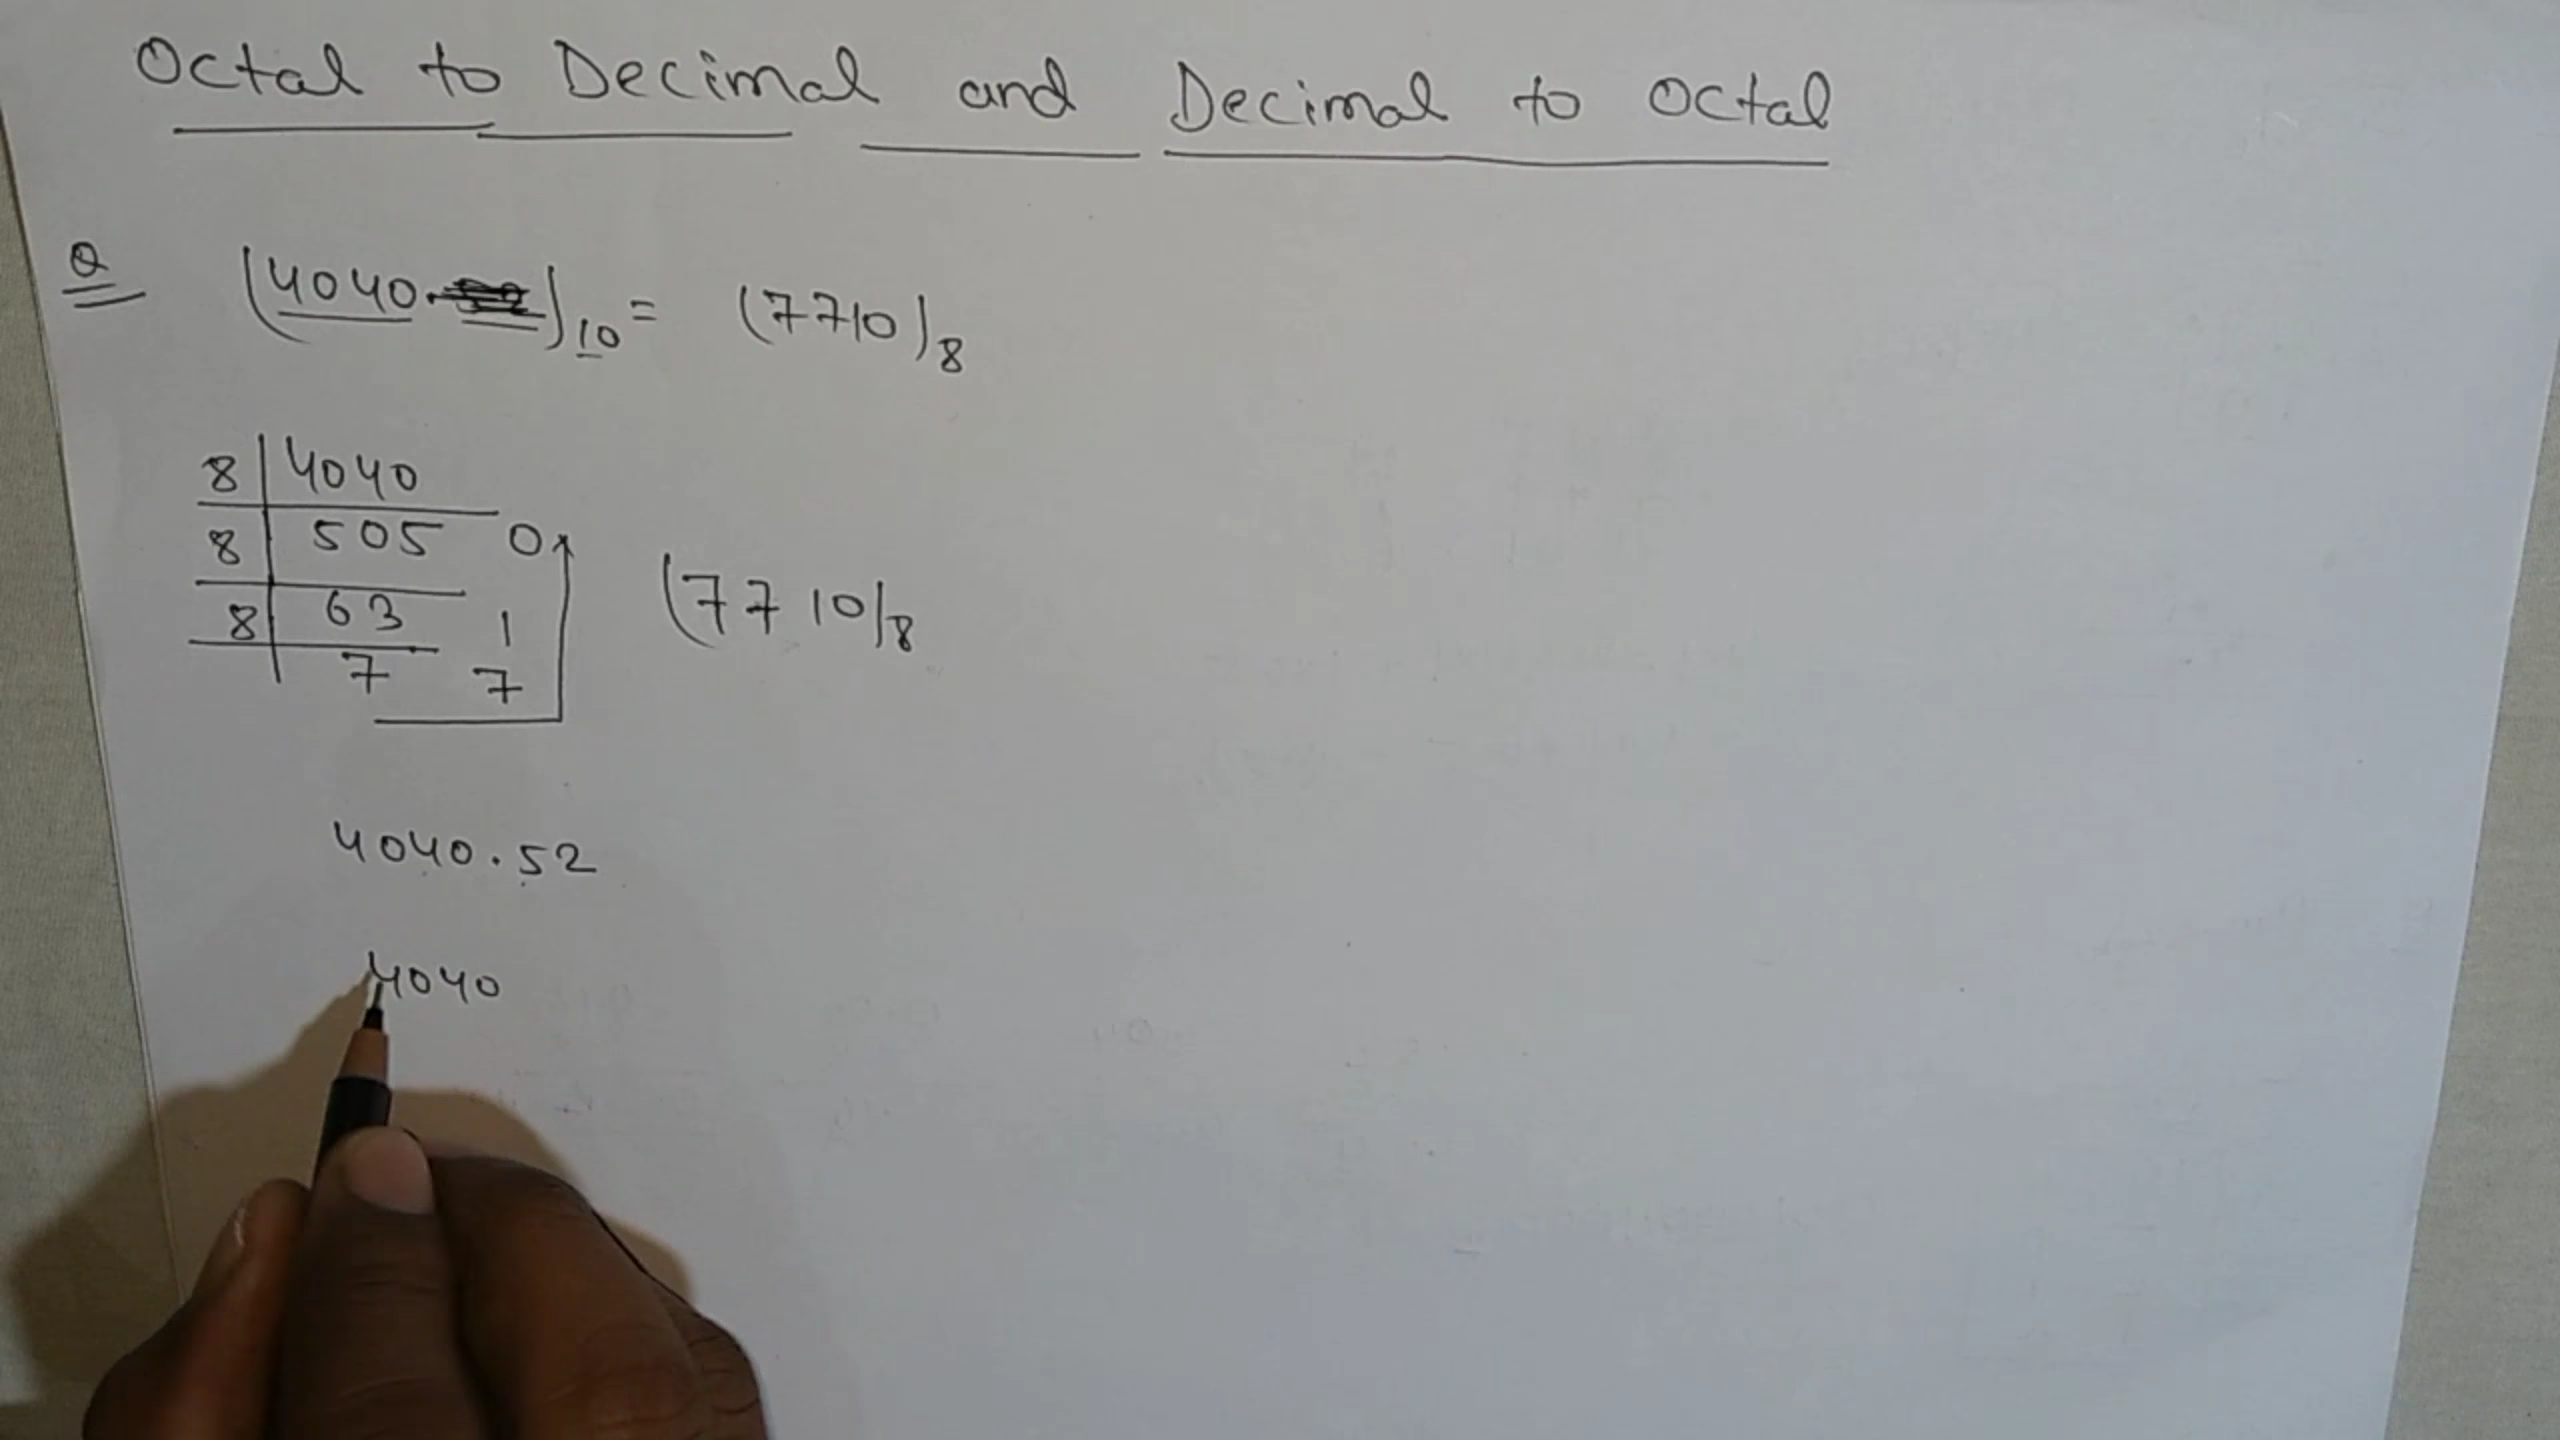 Octal to Decimal and Decimal to Octal
Q (4040.)10 = (7710)8
8 4040
8 505 0
8 63 1
7 7
(7710)8
4040.52
4040